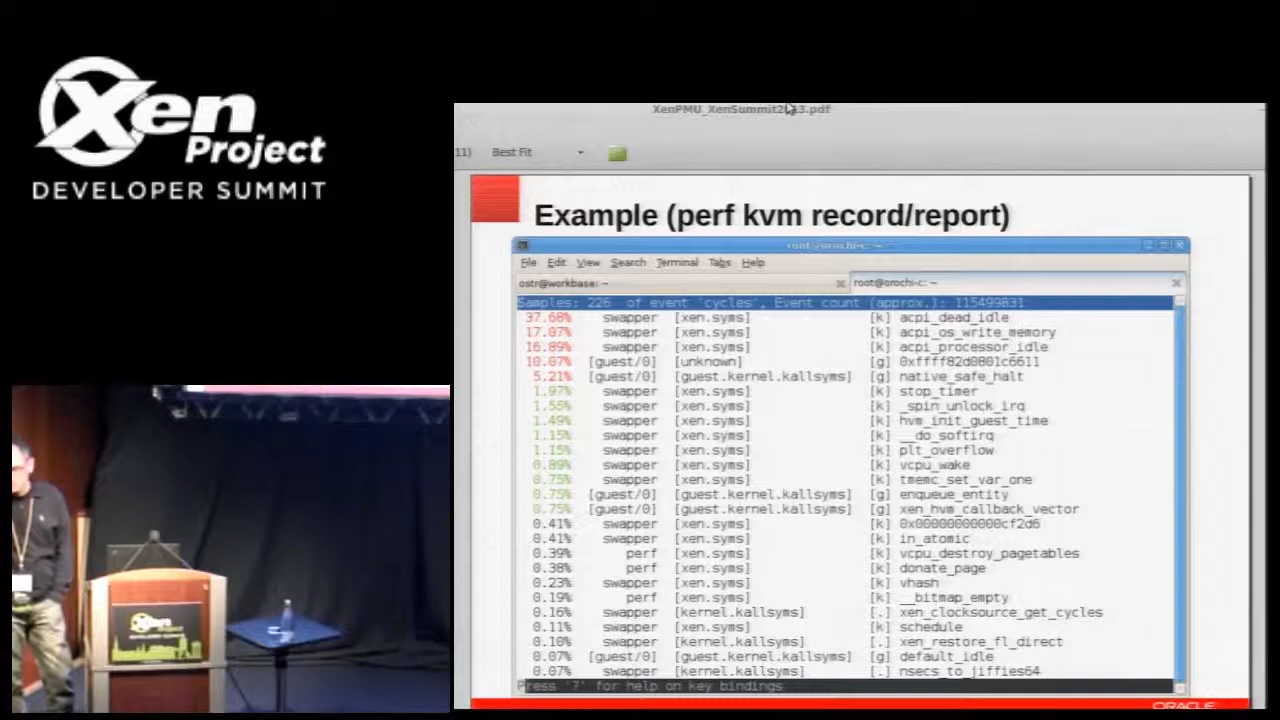 Xen
Project
DEVELOPER SUMMIT
XenPMU_XenSummit2013.pdf
11) Best Fit
Example (perf kvm record/report)
root@orochi-c: ~
File Edit View Search Terminal Tabs Help
ostr@workbase: ~ root@orochi-c: ~
Samples: 226 of event 'cycles', Event count (approx.): 115499831
37.68% swapper [xen.syms] [k] acpi_dead_idle
17.07% swapper [xen.syms] [k] acpi_os_write_memory
16.89% swapper [xen.syms] [k] acpi_processor_idle
10.07% [guest/0] [unknown] [g] 0xffff82d0801c6611
5.21% [guest/0] [guest.kernel.kallsyms] [g] native_safe_halt
1.97% swapper [xen.syms] [k] stop_timer
1.55% swapper [xen.syms] [k] _spin_unlock_irq
1.49% swapper [xen.syms] [k] hvm_init_guest_time
1.15% swapper [xen.syms] [k] __do_softirq
1.15% swapper [xen.syms] [k] plt_overflow
0.89% swapper [xen.syms] [k] vcpu_wake
0.75% swapper [xen.syms] [k] tmemc_set_var_one
0.75% [guest/0] [guest.kernel.kallsyms] [g] enqueue_entity
0.75% [guest/0] [guest.kernel.kallsyms] [g] xen_hvm_callback_vector
0.41% swapper [xen.syms] [k] 0x00000000000cf2d6
0.41% swapper [xen.syms] [k] in_atomic
0.39% perf [xen.syms] [k] vcpu_destroy_pagetables
0.38% perf [xen.syms] [k] donate_page
0.23% swapper [xen.syms] [k] vhash
0.19% perf [xen.syms] [k] __bitmap_empty
0.16% swapper [kernel.kallsyms] [.] xen_clocksource_get_cycles
0.11% swapper [xen.syms] [k] schedule
0.10% swapper [kernel.kallsyms] [.] xen_restore_fl_direct
0.07% [guest/0] [guest.kernel.kallsyms] [g] default_idle
0.07% swapper [kernel.kallsyms] [.] nsecs_to_jiffies64
Press '?' for help on key bindings
ORACLE
Xen
Project
DEVELOPER SUMMIT